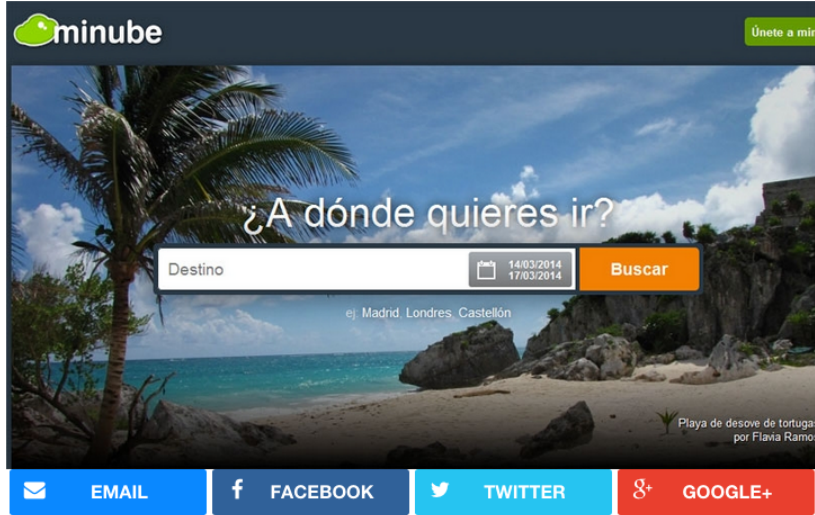 minube
Únete a min
¿A dónde quieres ir?
Destino
14/03/2014
17/03/2014
Buscar
ej: Madrid, Londres, Castellón
Playa de desove de tortugas
por Flavia Ramos
EMAIL
f FACEBOOK
TWITTER
g+ GOOGLE+